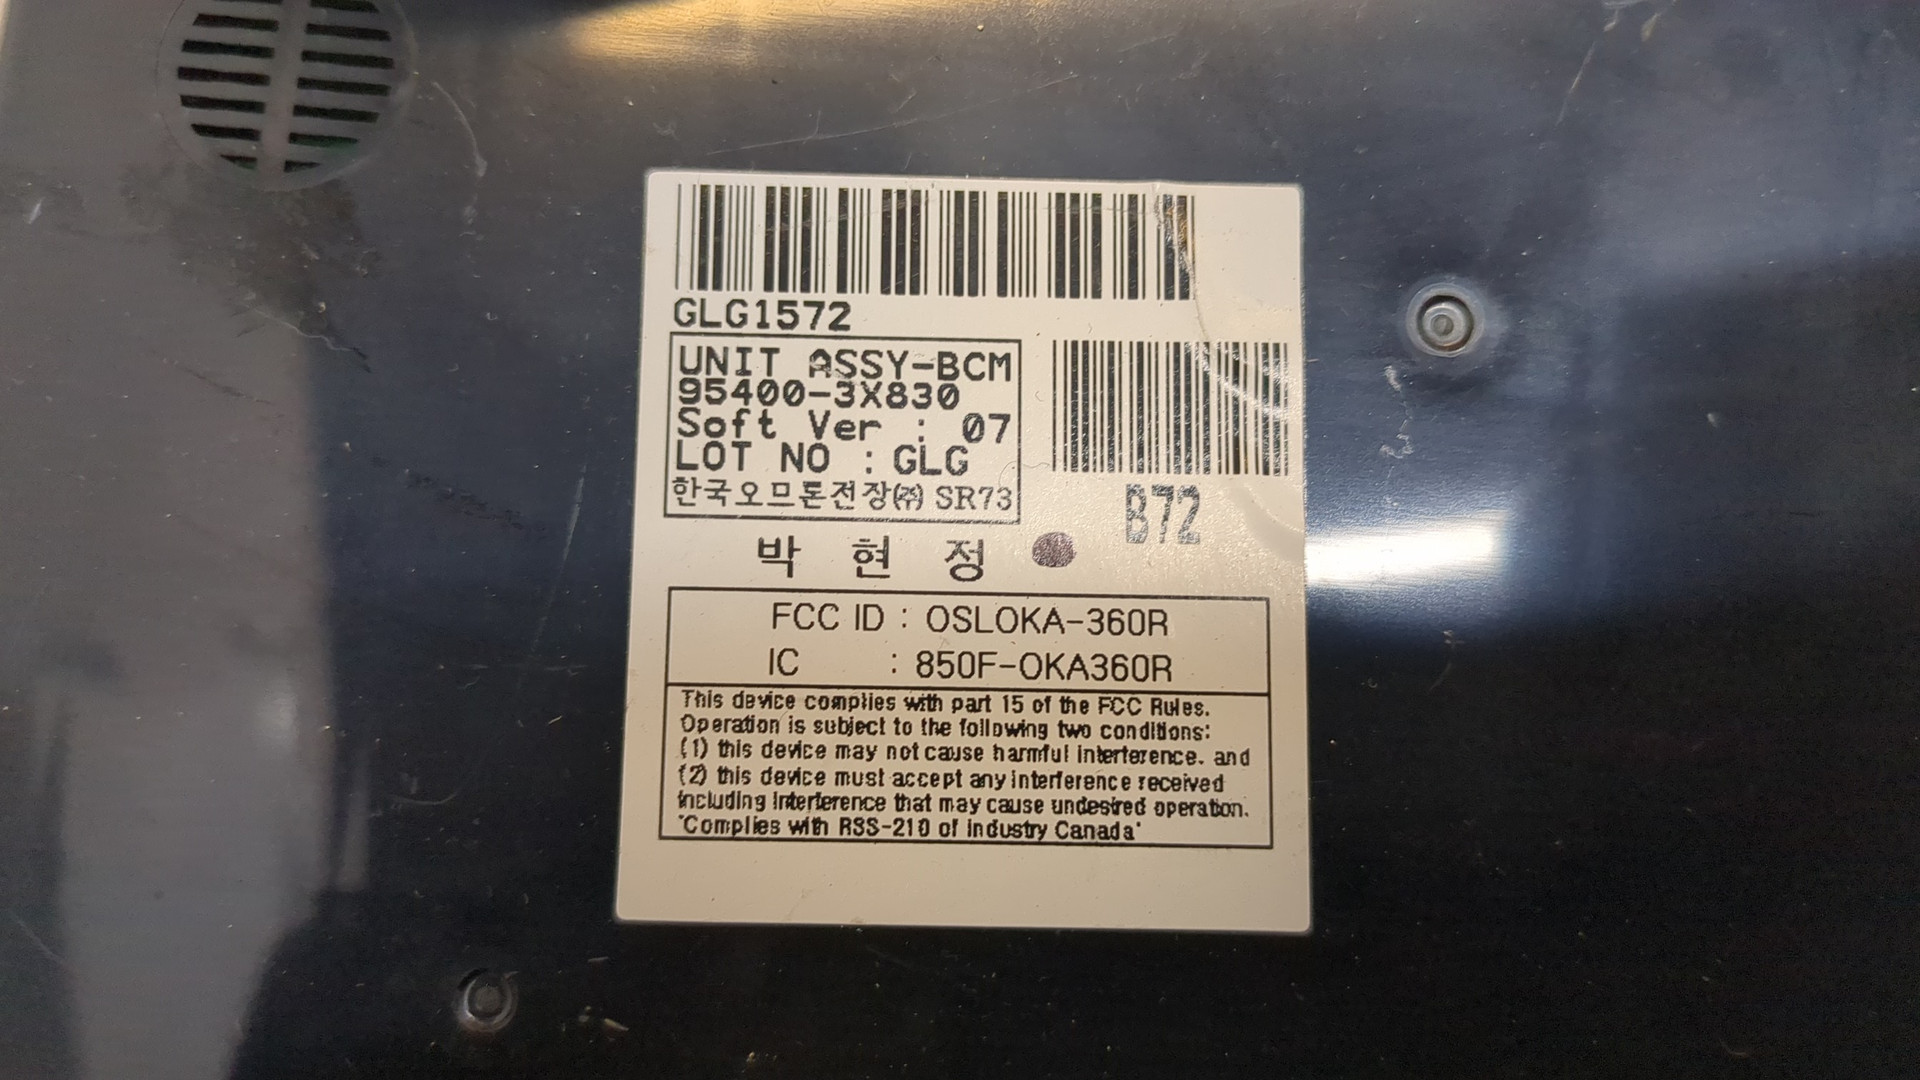 GLG1572
UNIT ASSY-BCM
95400-3X830
Soft Ver : 07
LOT NO : GLG
한국오므론전장㈜ SR73
B72
박 현 정
FCC ID : OSLOKA-360R
IC : 850F-OKA360R
This device complies with part 15 of the FCC Rules.
Operation is subject to the following two conditions:
(1) this device may not cause harmful interference. and
(2) this device must accept any interference received
including interference that may cause undesired operation.
"Complies with RSS-210 of Industry Canada"